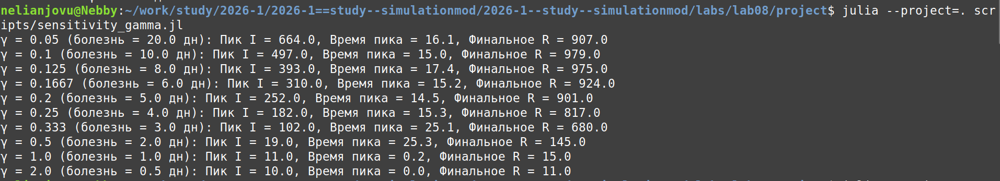 nelianjovu@Nebby:~/work/study/2026-1/2026-1==study--simulationmod/2026-1--study--simulationmod/labs/lab08/project$ julia --project=. scr
ipts/sensitivity_gamma.jl
γ = 0.05 (болезнь = 20.0 дн): Пик I = 664.0, Время пика = 16.1, Финальное R = 907.0
γ = 0.1 (болезнь = 10.0 дн): Пик I = 497.0, Время пика = 15.0, Финальное R = 979.0
γ = 0.125 (болезнь = 8.0 дн): Пик I = 393.0, Время пика = 17.4, Финальное R = 975.0
γ = 0.1667 (болезнь = 6.0 дн): Пик I = 310.0, Время пика = 15.2, Финальное R = 924.0
γ = 0.2 (болезнь = 5.0 дн): Пик I = 252.0, Время пика = 14.5, Финальное R = 901.0
γ = 0.25 (болезнь = 4.0 дн): Пик I = 182.0, Время пика = 15.3, Финальное R = 817.0
γ = 0.333 (болезнь = 3.0 дн): Пик I = 102.0, Время пика = 25.1, Финальное R = 680.0
γ = 0.5 (болезнь = 2.0 дн): Пик I = 19.0, Время пика = 25.3, Финальное R = 145.0
γ = 1.0 (болезнь = 1.0 дн): Пик I = 11.0, Время пика = 0.2, Финальное R = 15.0
γ = 2.0 (болезнь = 0.5 дн): Пик I = 10.0, Время пика = 0.0, Финальное R = 11.0